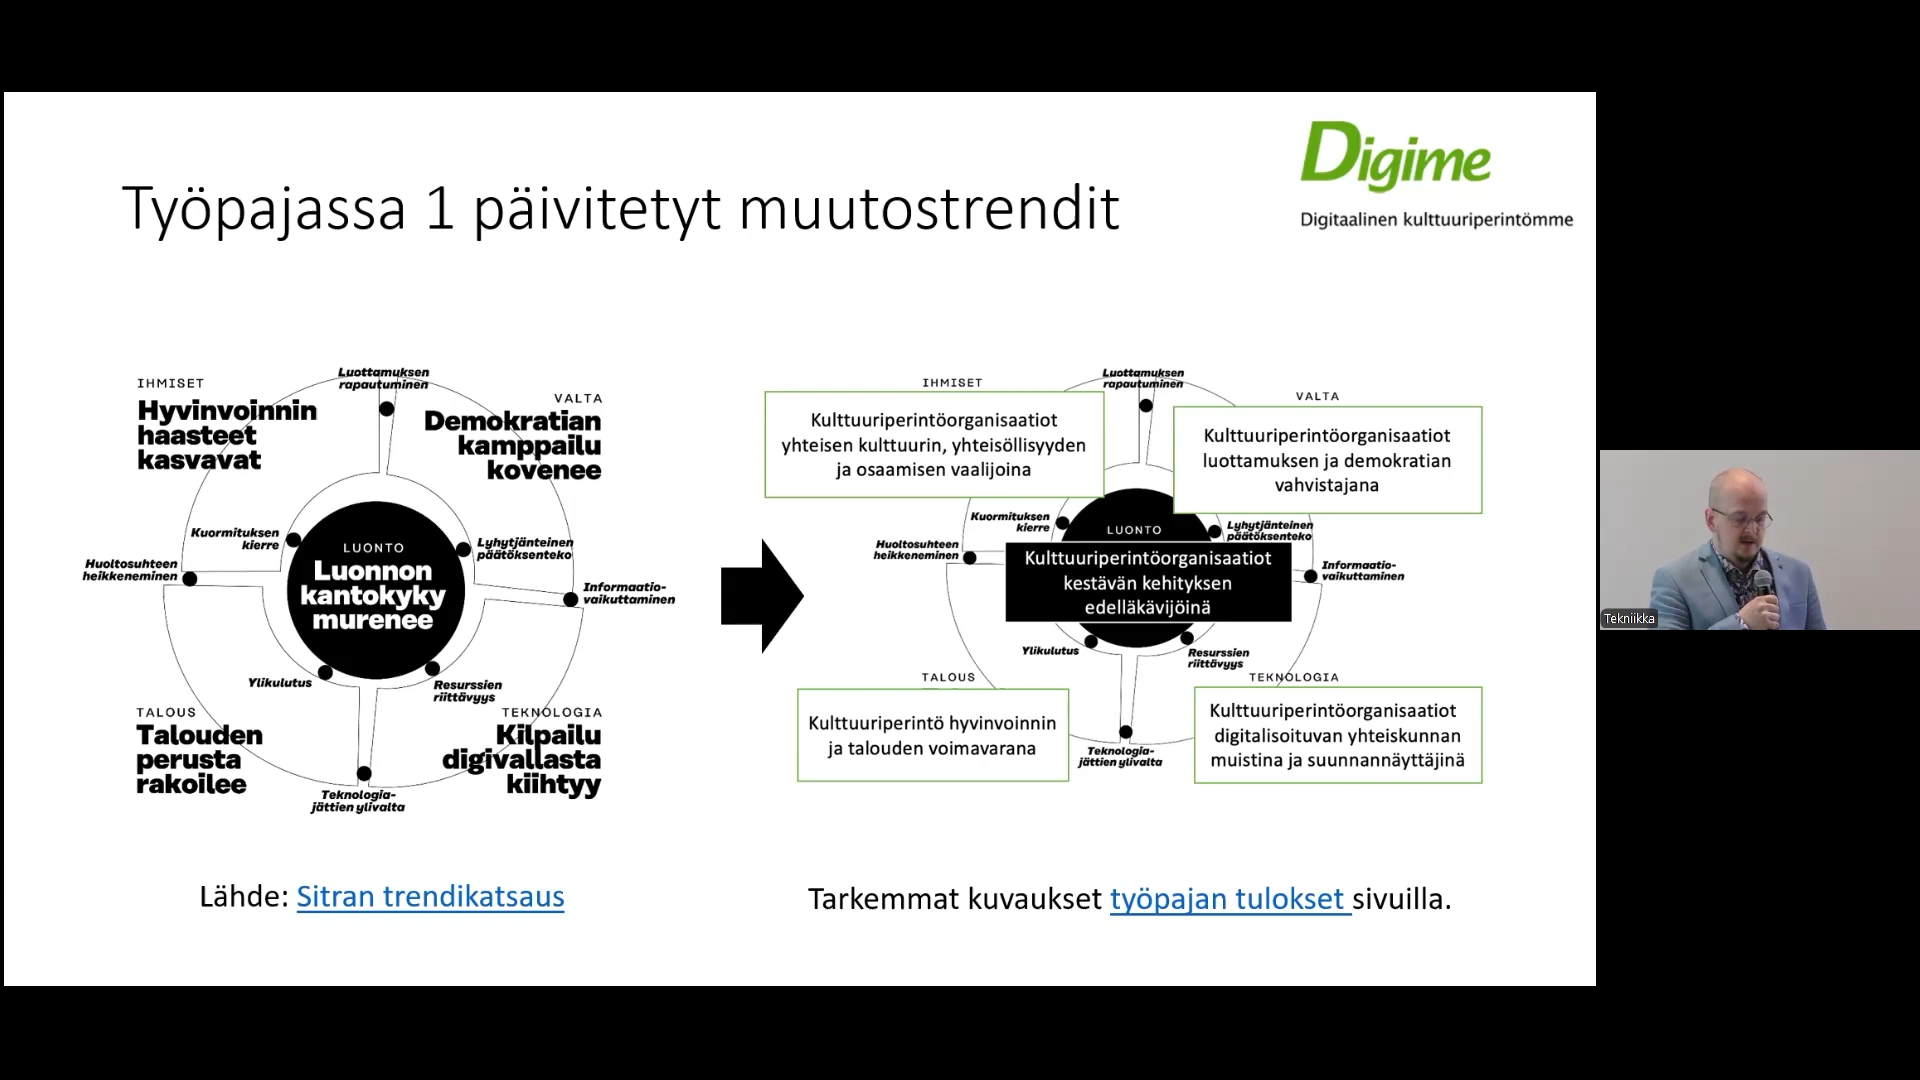 Digime
Digitaalinen kulttuuriperintömme
Työpajassa 1 päivitetyt muutostrendit
Luottamuksen
rapautuminen
IHMISET
Hyvinvoinnin
haasteet
kasvavat
VALTA
Demokratian
kamppailu
kovenee
Kuormituksen
kierre
Lyhytjänteinen
päätöksenteko
Huoltosuhteen
heikkeneminen
LUONTO
Luonnon
kantokyky
murenee
Informaatio-
vaikuttaminen
Ylikulutus
Resurssien
riittävyys
TALOUS
Talouden
perusta
rakoilee
TEKNOLOGIA
Kilpailu
digivallasta
kiihtyy
Teknologia-
jättien ylivalta
Lähde: Sitran trendikatsaus
Luottamuksen
rapautuminen
IHMISET
Kulttuuriperintöorganisaatiot
yhteisen kulttuurin, yhteisöllisyyden
ja osaamisen vaalijoina
VALTA
Kulttuuriperintöorganisaatiot
luottamuksen ja demokratian
vahvistajana
Kuormituksen
kierre
Lyhytjänteinen
päätöksenteko
Huoltosuhteen
heikkeneminen
LUONTO
Kulttuuriperintöorganisaatiot
kestävän kehityksen
edelläkävijöinä
Informaatio-
vaikuttaminen
Ylikulutus
Resurssien
riittävyys
TALOUS
Kulttuuriperintö hyvinvoinnin
ja talouden voimavarana
TEKNOLOGIA
Kulttuuriperintöorganisaatiot
digitalisoituvan yhteiskunnan
muistina ja suunnannäyttäjinä
Teknologia-
jättien ylivalta
Tarkemmat kuvaukset työpajan tulokset sivuilla.
Tekniikka